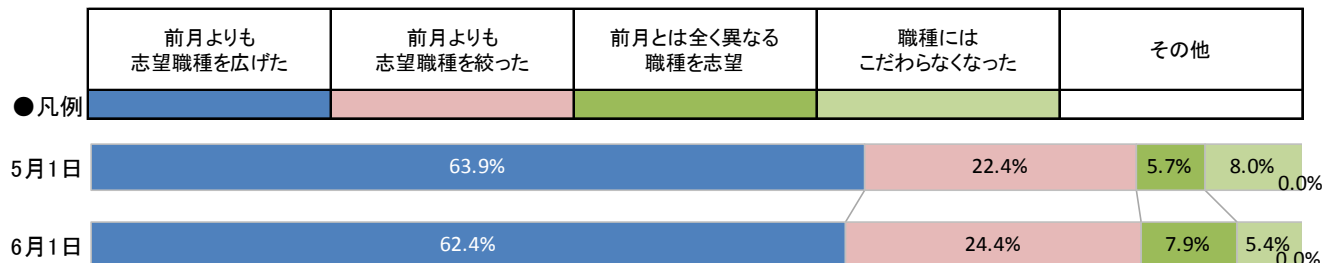 前月よりも
志望職種を広げた
前月よりも
志望職種を絞った
前月とは全く異なる
職種を志望
職種には
こだわらなくなった
その他
●凡例
5月1日 63.9% 22.4% 5.7% 8.0% 0.0%
6月1日 62.4% 24.4% 7.9% 5.4% 0.0%